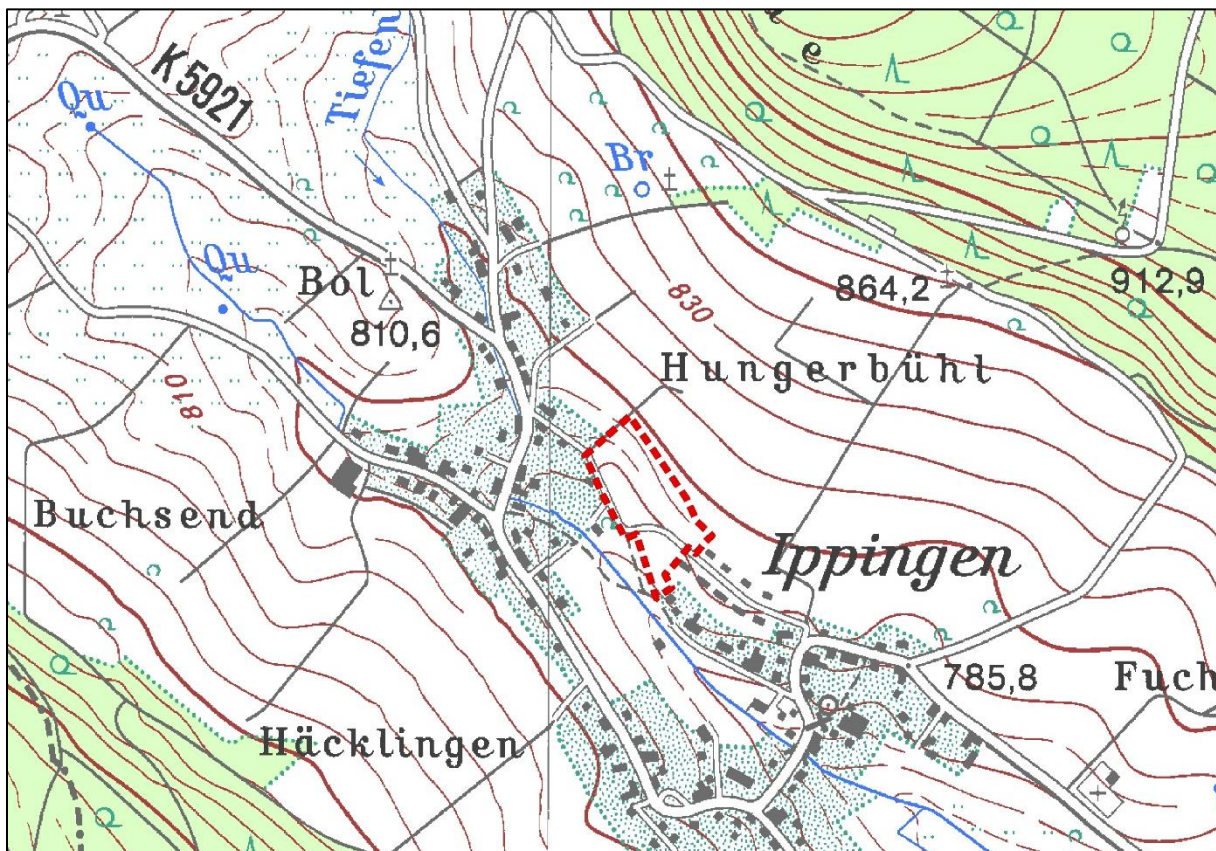 K 5921
Tiefen
e
Qu
Br
Qu
Bol
810,6
830
864,2
912,9
810
Hungerbühl
Buchsend
Ippingen
785,8
Fuch
Häcklingen